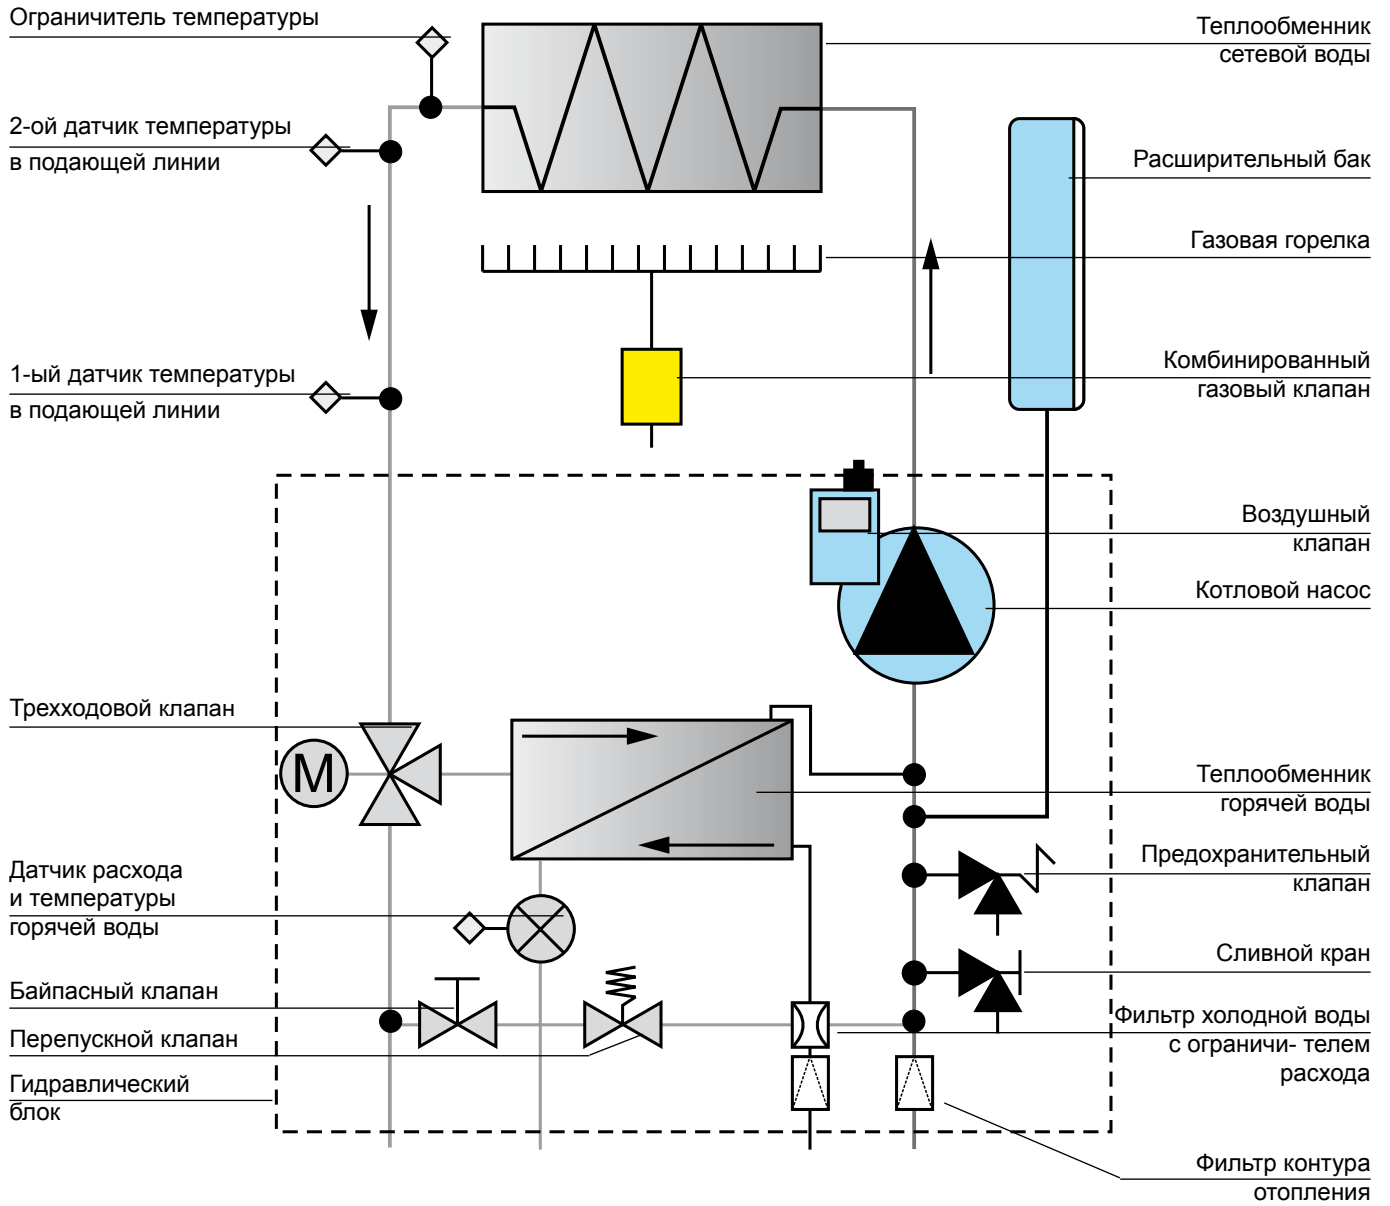 Ограничитель температуры
2-ой датчик температуры
в подающей линии
1-ый датчик температуры
в подающей линии
Трехходовой клапан
M
Датчик расхода
и температуры
горячей воды
Байпасный клапан
Перепускной клапан
Гидравлический
блок
Теплообменник
сетевой воды
Расширительный бак
Газовая горелка
Комбинированный
газовый клапан
Воздушный
клапан
Котловой насос
Теплообменник
горячей воды
Предохранительный
клапан
Сливной кран
Фильтр холодной воды
с ограничи- телем
расхода
Фильтр контура
отопления